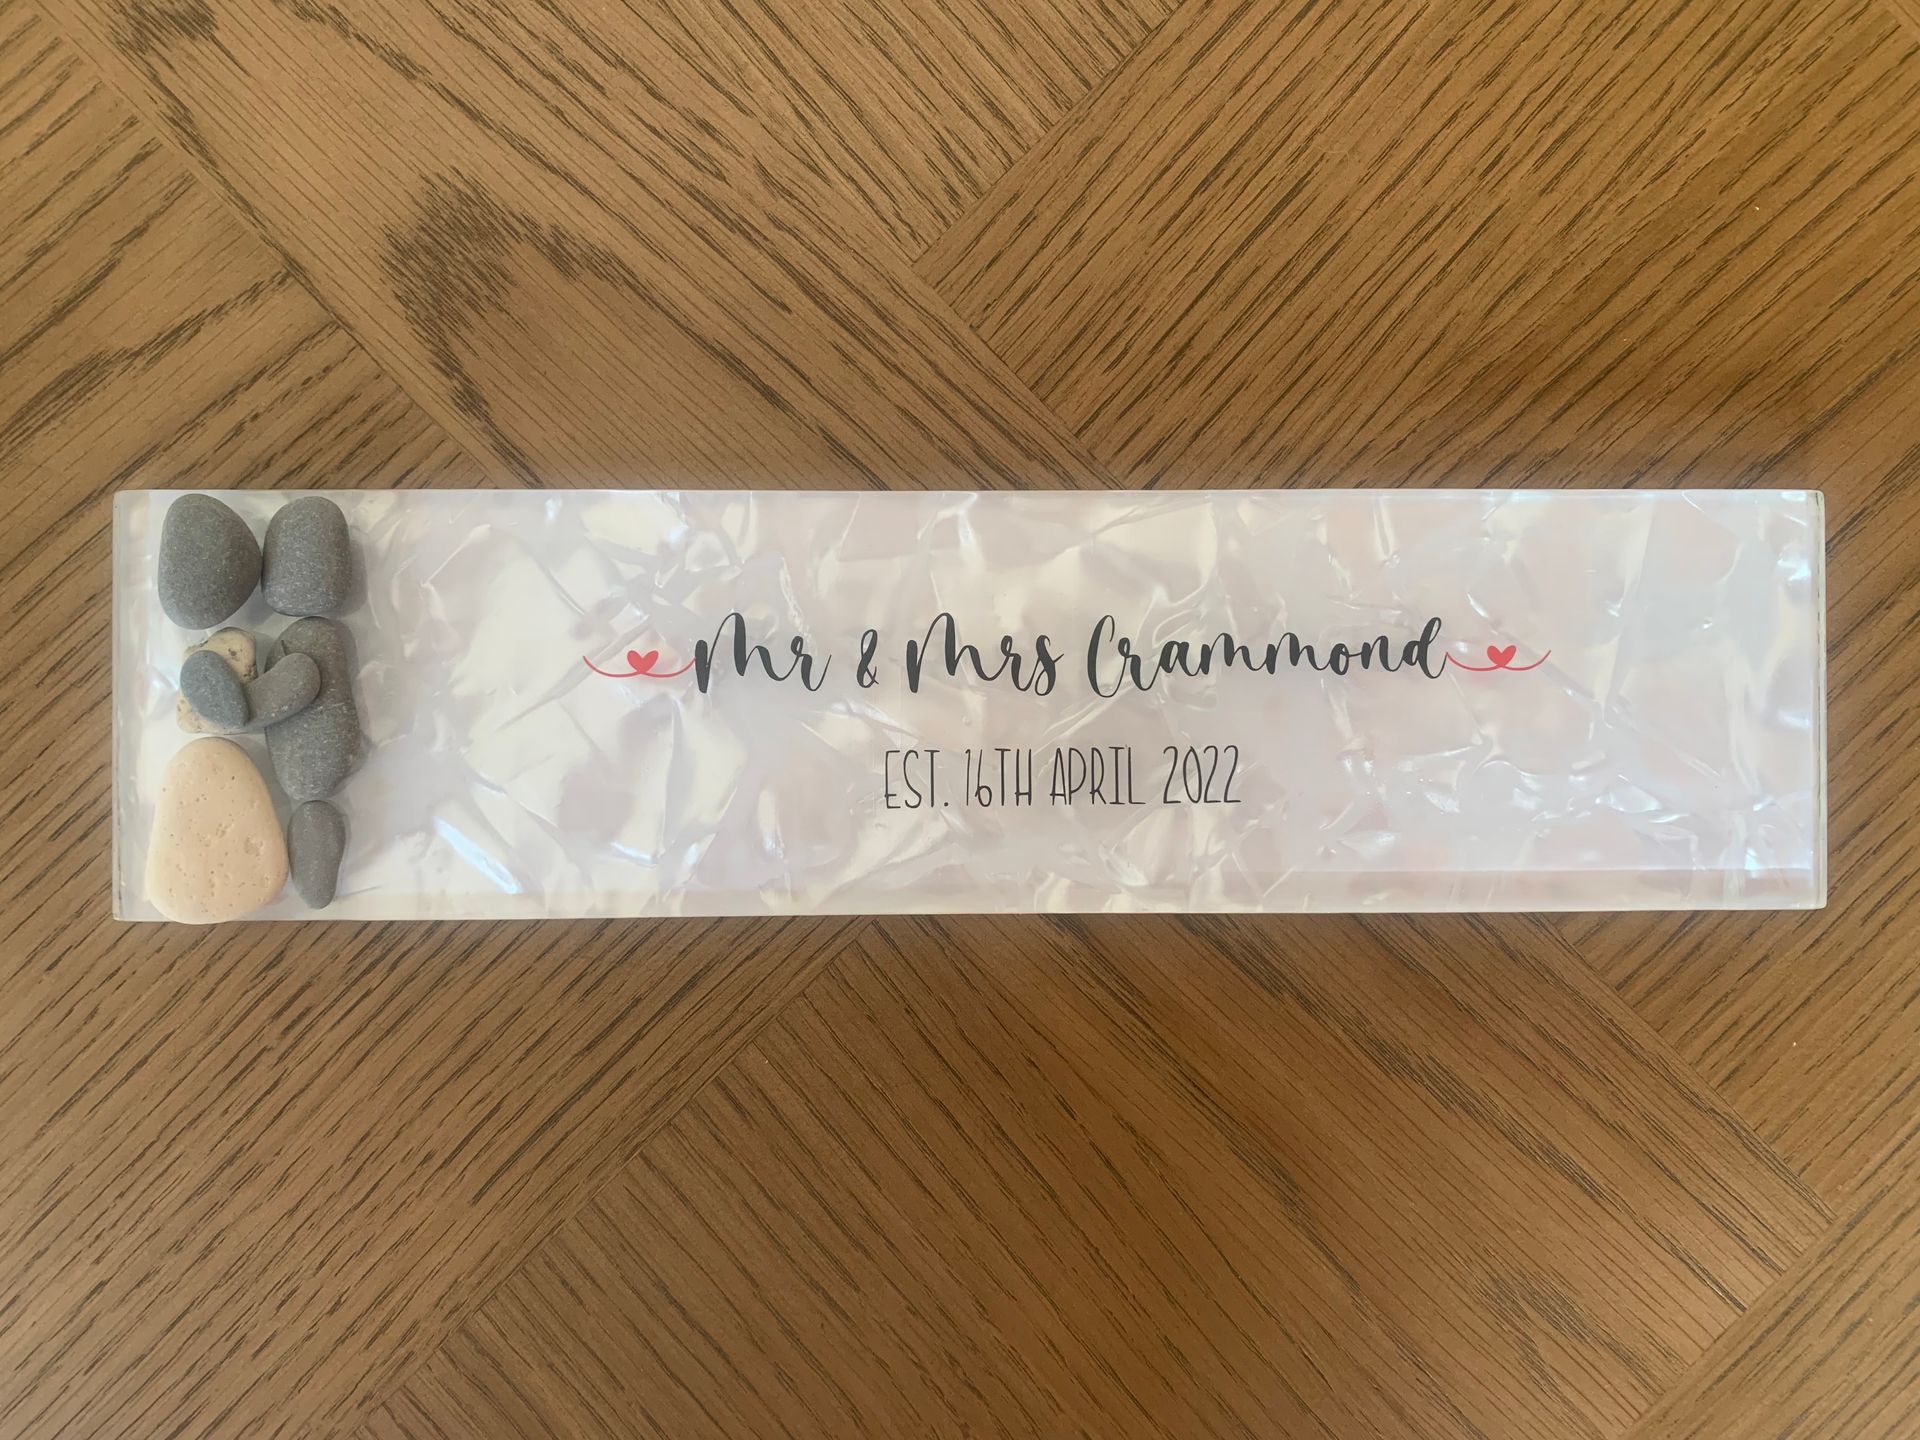 Mr & Mrs Crammond
EST. 16TH APRIL 2022